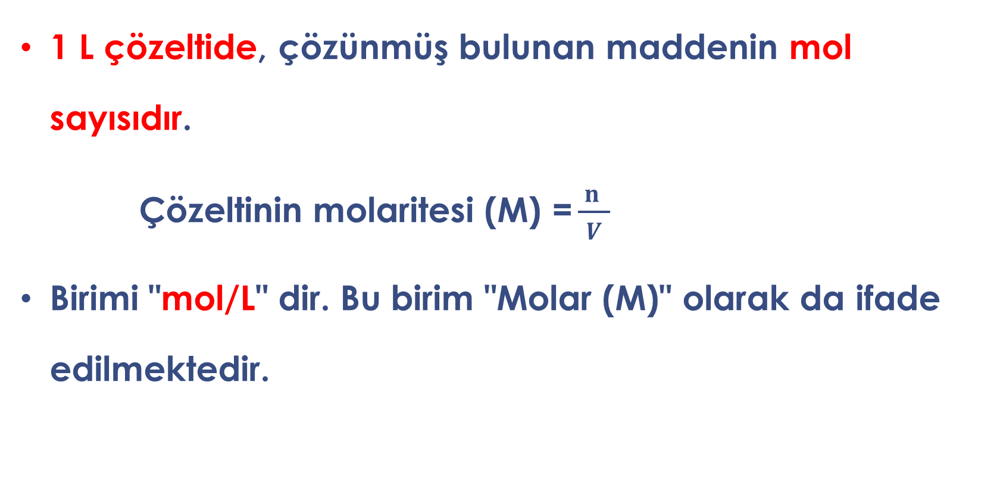 • 1 L çözeltide, çözünmüş bulunan maddenin mol
sayısıdır.
Çözeltinin molaritesi (M) = n/V
• Birimi "mol/L" dir. Bu birim "Molar (M)" olarak da ifade
edilmektedir.